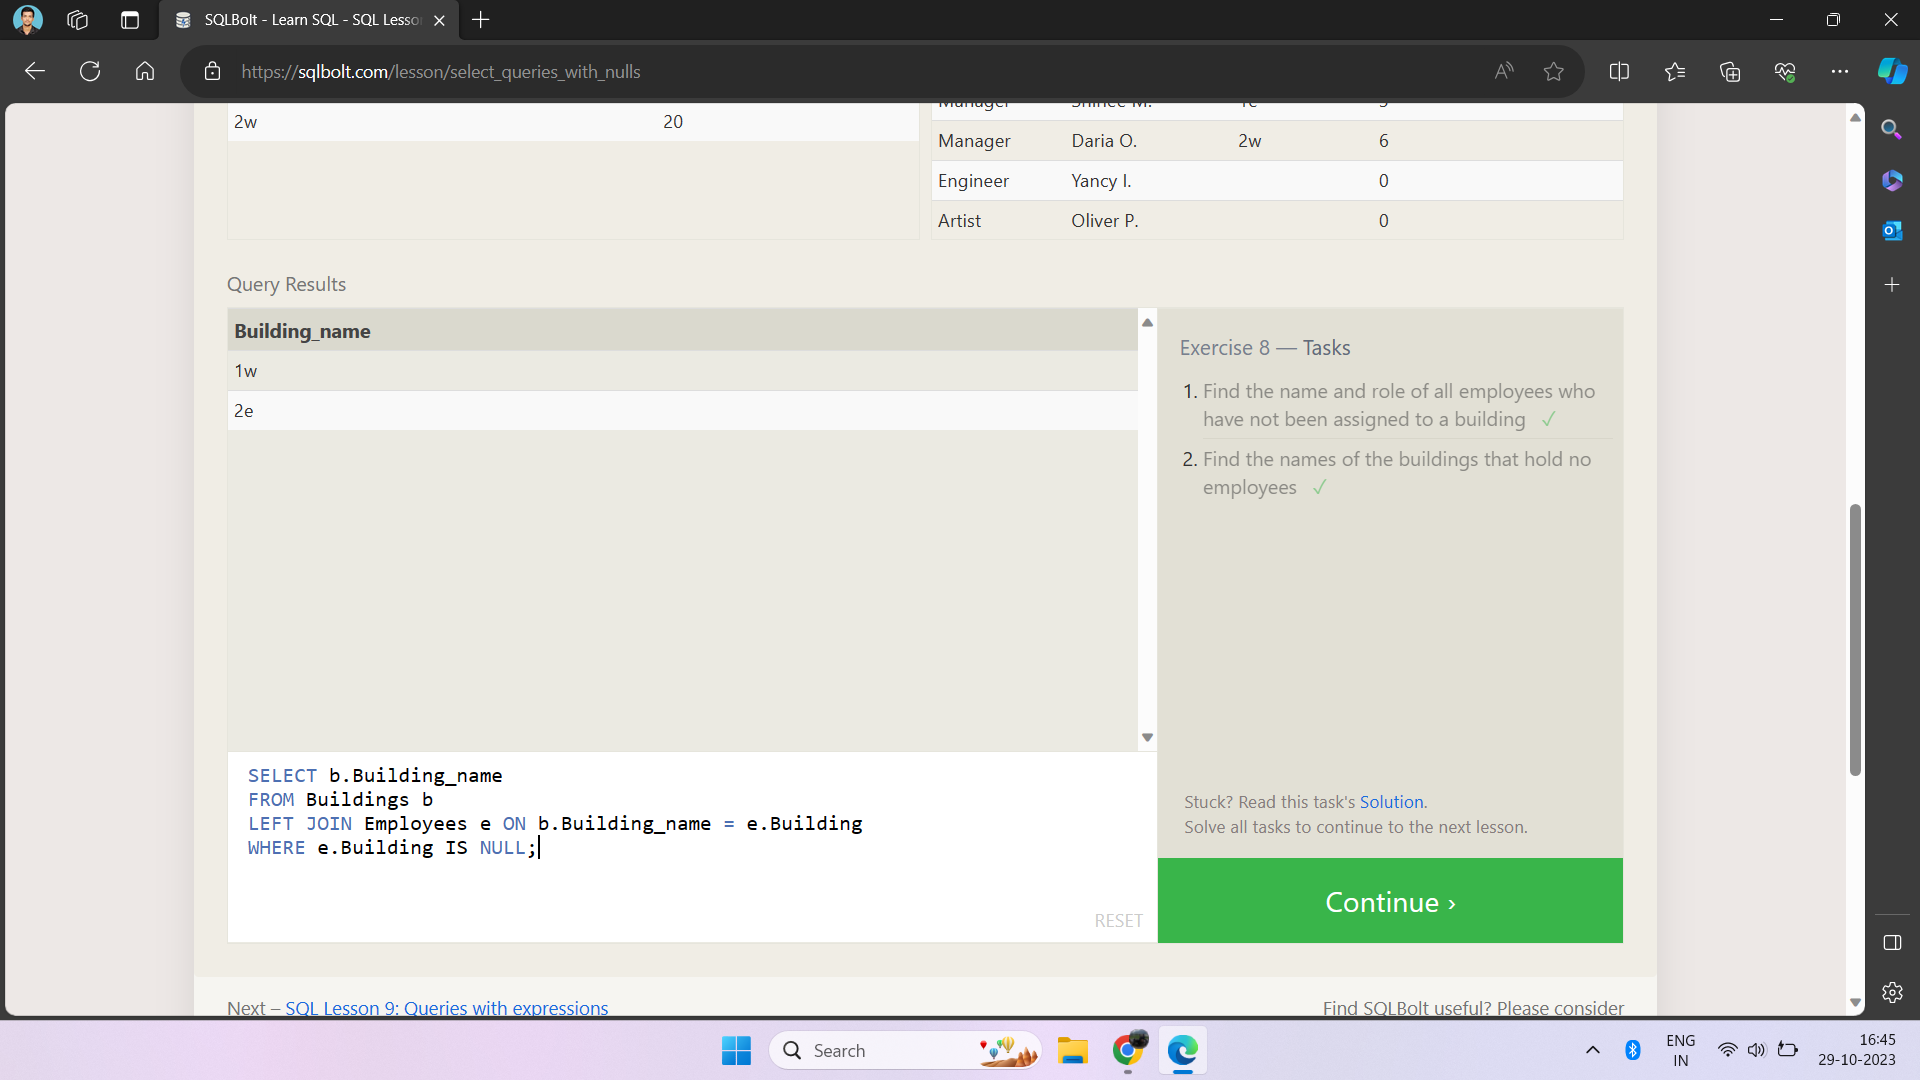 SQLBolt - Learn SQL - SQL Lesso
https://sqlbolt.com/lesson/select_queries_with_nulls
2w 20
Manager Daria O. 2w 6
Engineer Yancy I. 0
Artist Oliver P. 0
Query Results
Building_name
1w
2e
Exercise 8 — Tasks
1. Find the name and role of all employees who
have not been assigned to a building ✓
2. Find the names of the buildings that hold no
employees ✓
SELECT b.Building_name
FROM Buildings b
LEFT JOIN Employees e ON b.Building_name = e.Building
WHERE e.Building IS NULL;
RESET
Stuck? Read this task's Solution.
Solve all tasks to continue to the next lesson.
Continue ›
Next – SQL Lesson 9: Queries with expressions
Find SQLBolt useful? Please consider
Search
ENG
IN
16:45
29-10-2023